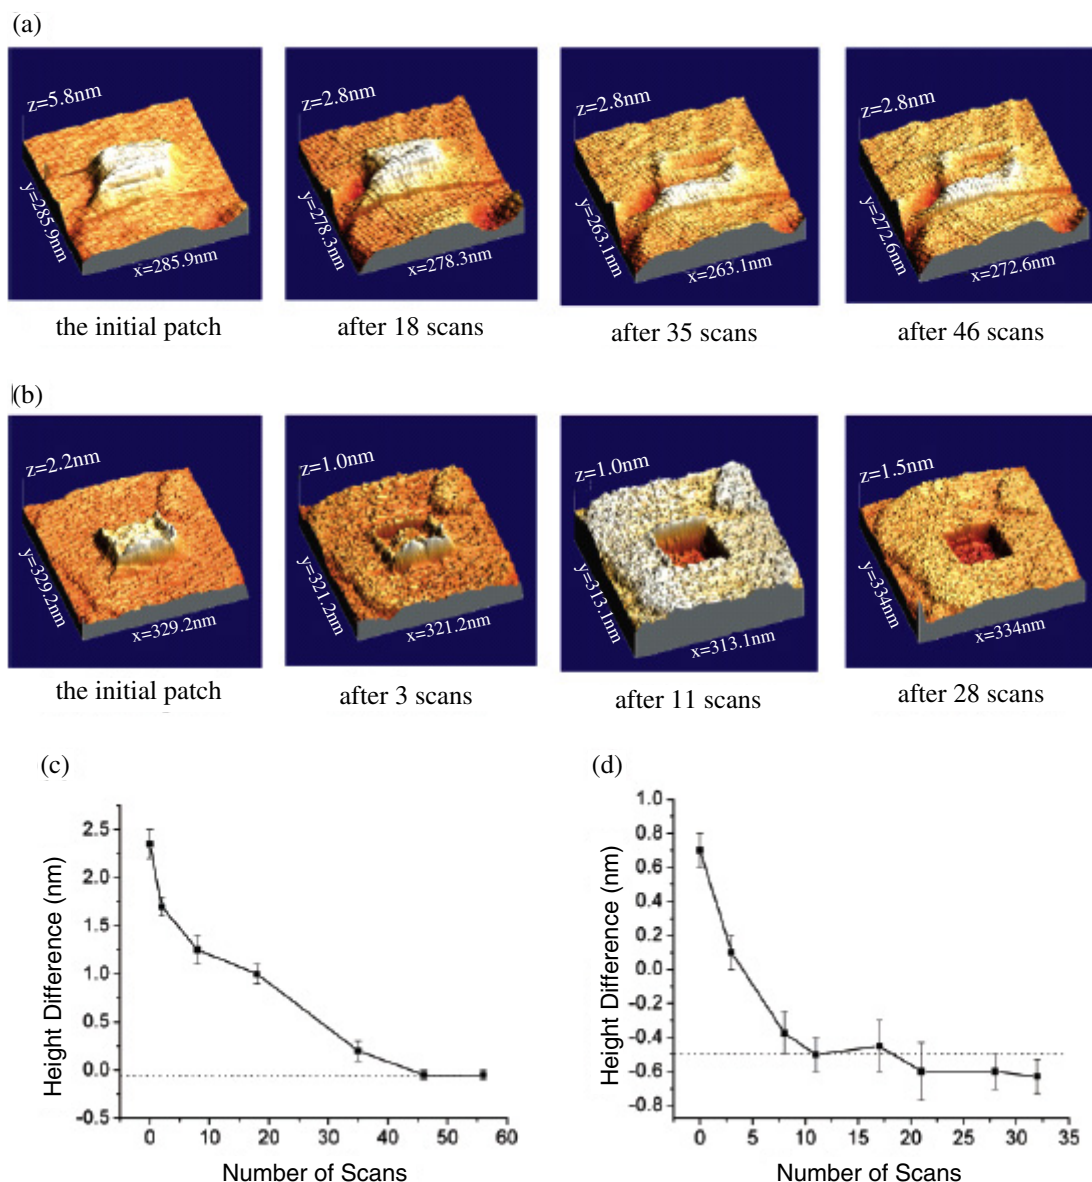 (a)
z=5.8nm
y=285.9nm
x=285.9nm
z=2.8nm
y=278.3nm
x=278.3nm
z=2.8nm
y=263.1nm
x=263.1nm
z=2.8nm
y=272.6nm
x=272.6nm
the initial patch
after 18 scans
after 35 scans
after 46 scans
(b)
z=2.2nm
y=329.2nm
x=329.2nm
z=1.0nm
y=321.2nm
x=321.2nm
z=1.0nm
y=313.1nm
x=313.1nm
z=1.5nm
y=334nm
x=334nm
the initial patch
after 3 scans
after 11 scans
after 28 scans
(c)
Height Difference (nm)
2.5
2.0
1.5
1.0
0.5
0.0
-0.5
0 10 20 30 40 50 60
Number of Scans
(d)
Height Difference (nm)
1.0
0.8
0.6
0.4
0.2
0.0
-0.2
-0.4
-0.6
-0.8
0 5 10 15 20 25 30 35
Number of Scans